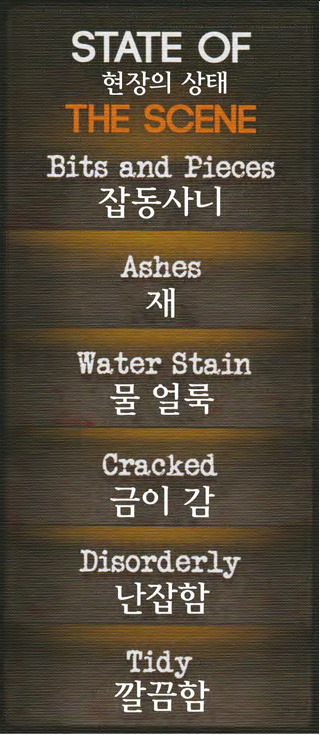 STATE OF
현장의 상태
THE SCENE
Bits and Pieces
잡동사니
Ashes
재
Water Stain
물 얼룩
Cracked
금이 감
Disorderly
난잡함
Tidy
깔끔함